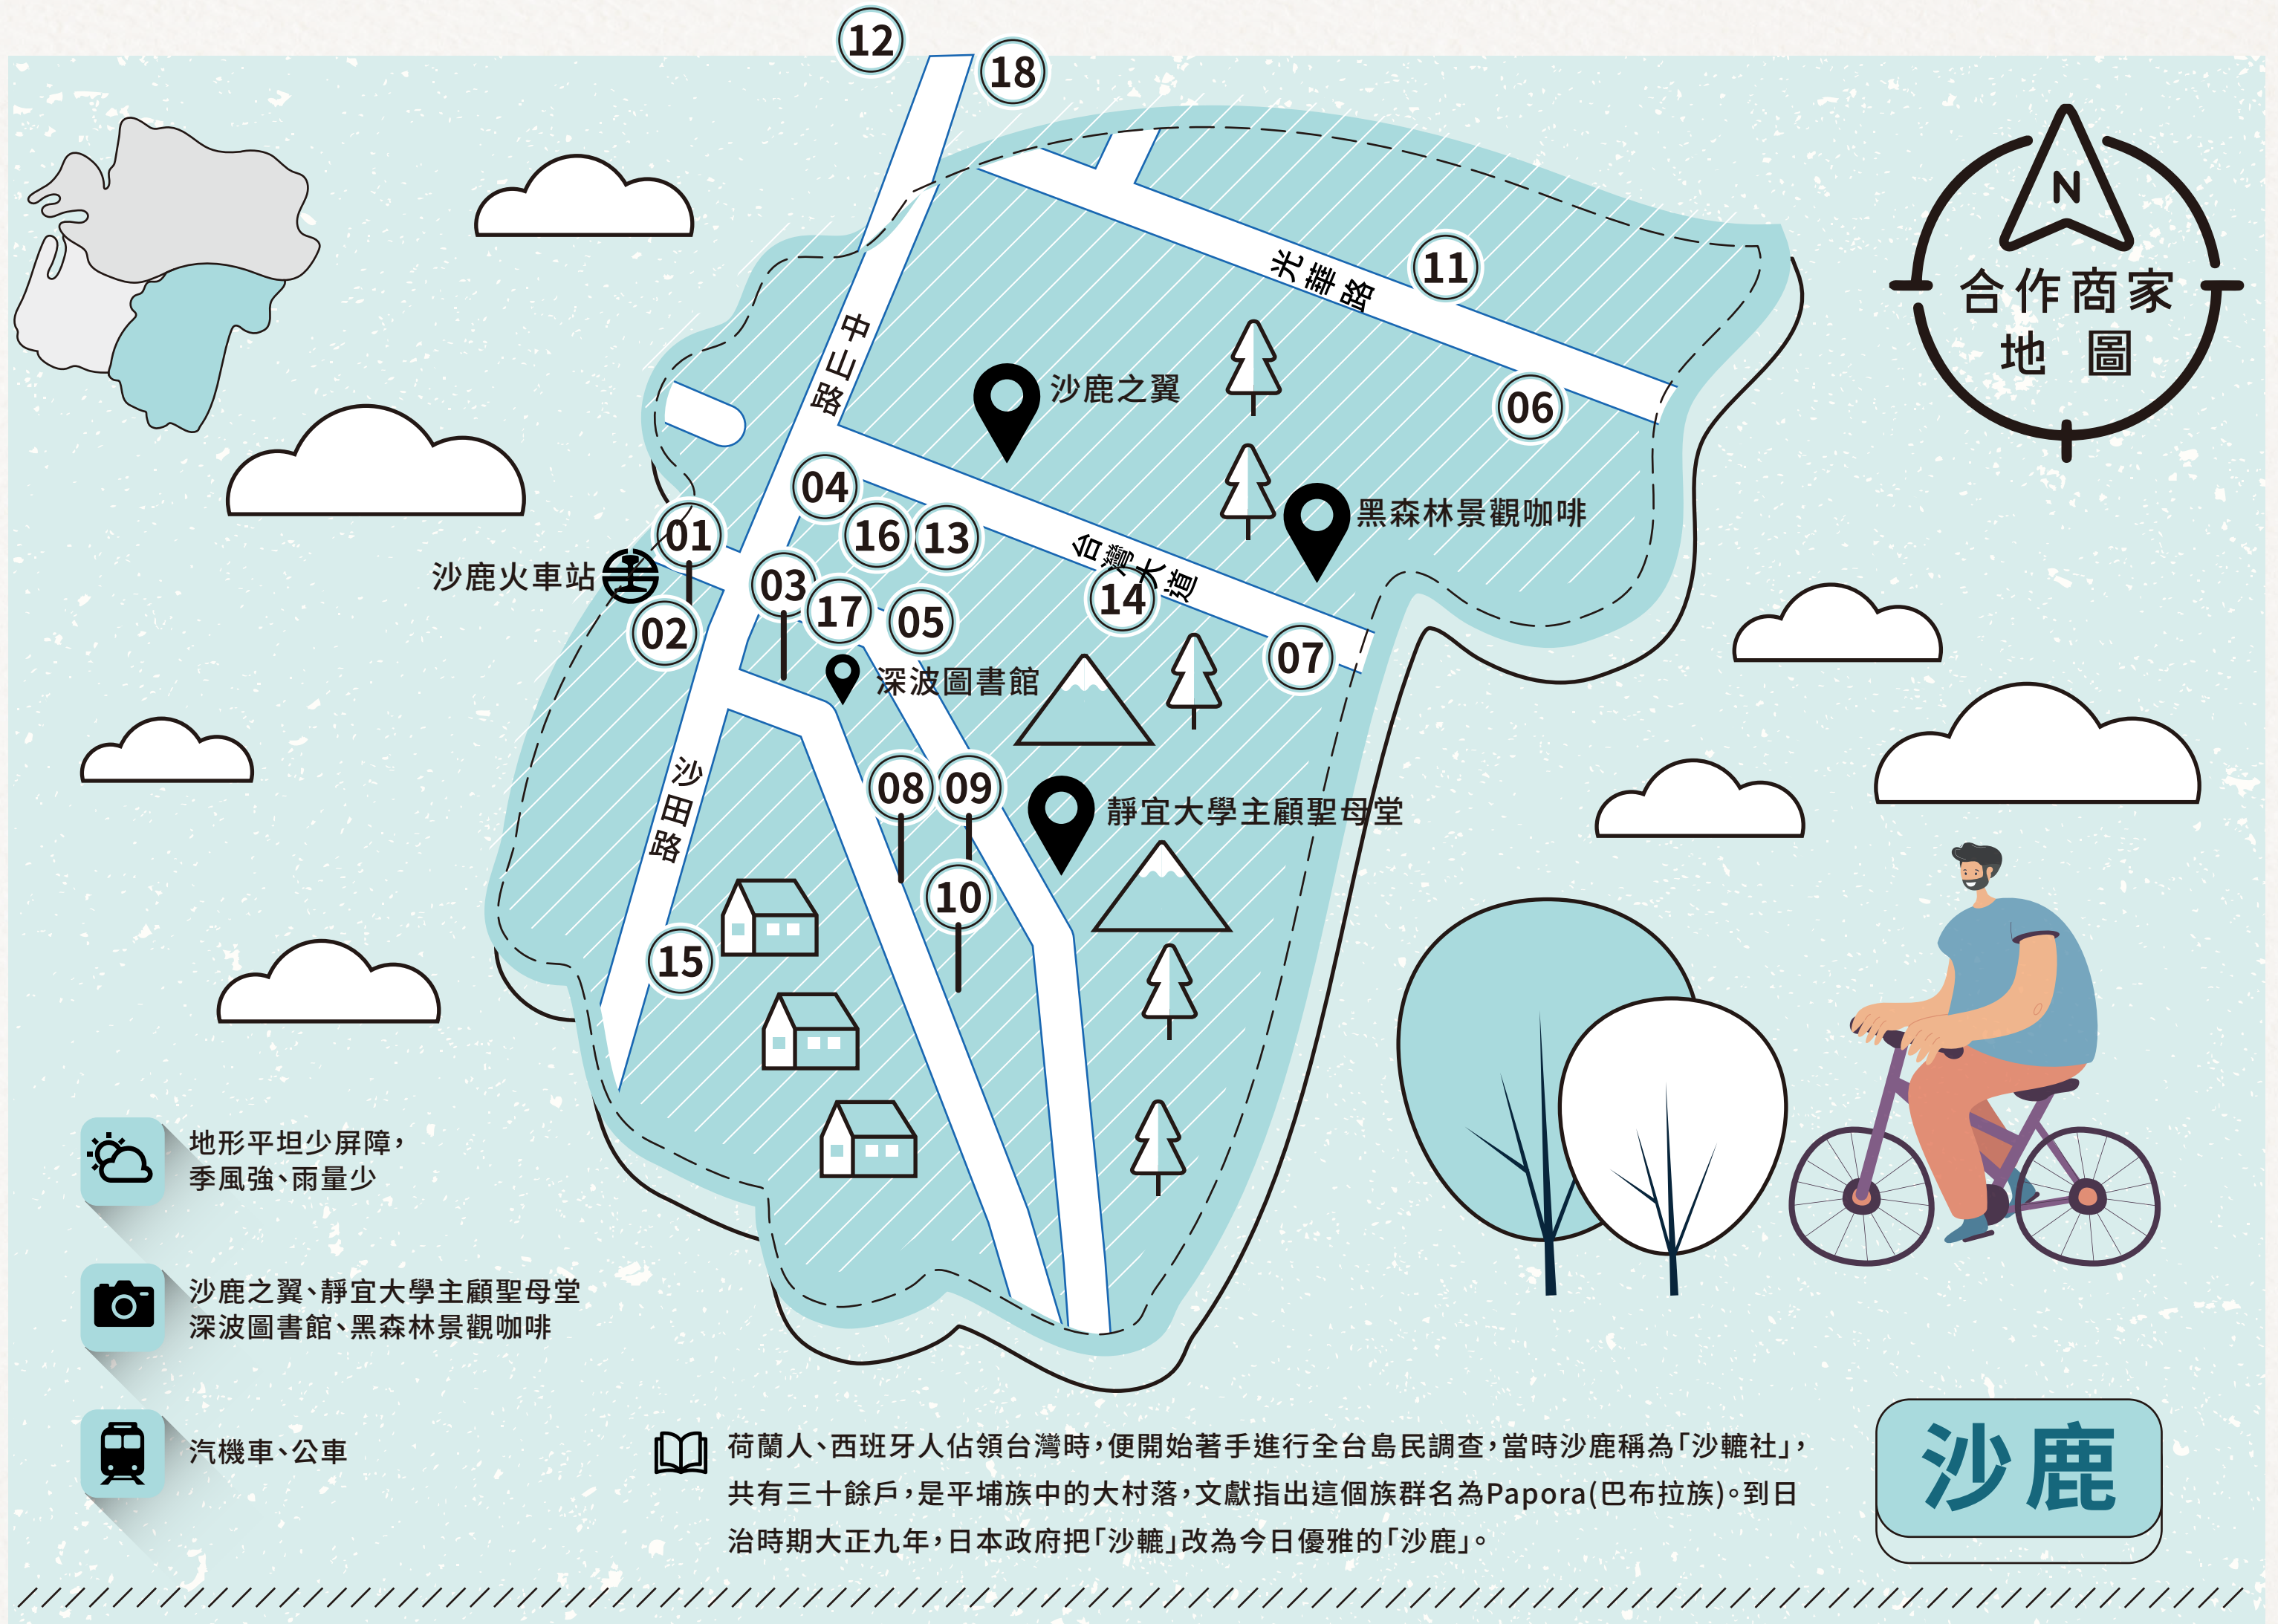 12
18
N
合作商家
地圖
光華路
11
中山路
沙鹿之翼
06
04
黑森林景觀咖啡
01
16
13
台灣大道
沙鹿火車站
03
14
17
05
02
07
深波圖書館
沙田路
08
09
靜宜大學主顧聖母堂
10
15
地形平坦少屏障，
季風強、雨量少
沙鹿之翼、靜宜大學主顧聖母堂
深波圖書館、黑森林景觀咖啡
汽機車、公車
荷蘭人、西班牙人佔領台灣時，便開始著手進行全台島民調查，當時沙鹿稱為「沙轆社」，
共有三十餘戶，是平埔族中的大村落，文獻指出這個族群名為Papora(巴布拉族)。到日
治時期大正九年，日本政府把「沙轆」改為今日優雅的「沙鹿」。
沙鹿